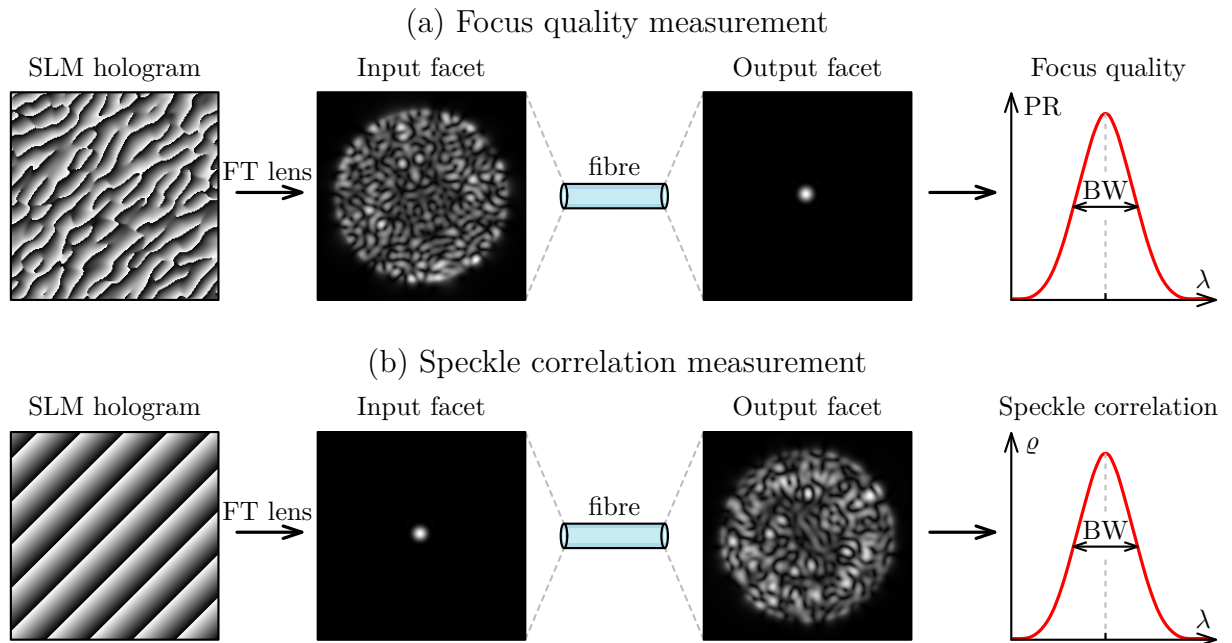 (a) Focus quality measurement
SLM hologram
Input facet
Output facet
Focus quality
FT lens
fibre
PR
BW
λ
(b) Speckle correlation measurement
SLM hologram
Input facet
Output facet
Speckle correlation
FT lens
fibre
ϱ
BW
λ